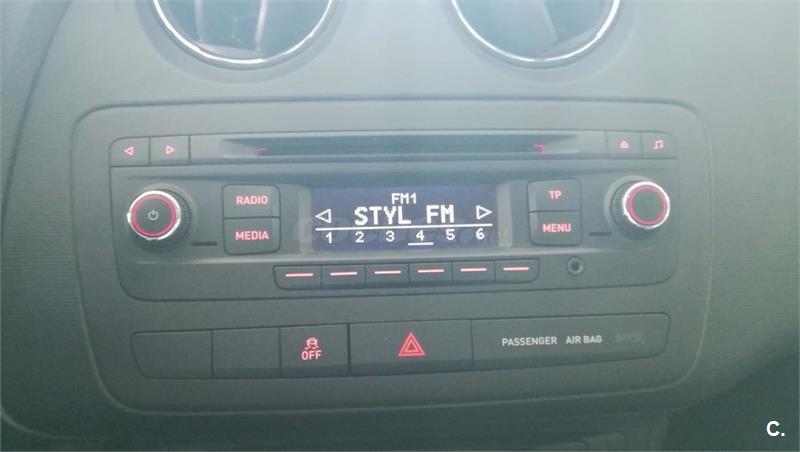 FM1
RADIO
STYL FM
TP
MEDIA
1 2 3 4 5 6
MENU
OFF
PASSENGER AIR BAG
C.